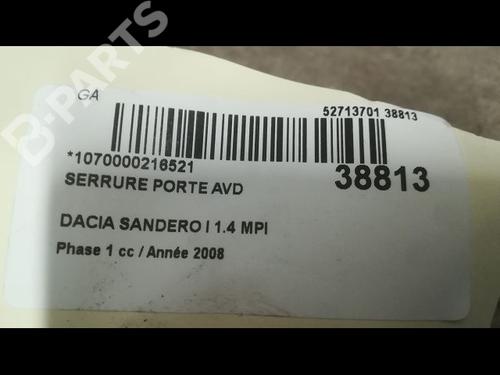 GA
52713701 38813
*1070000216521
SERRURE PORTE AVD
38813
DACIA SANDERO I 1.4 MPI
Phase 1 cc / Année 2008
B-PARTS